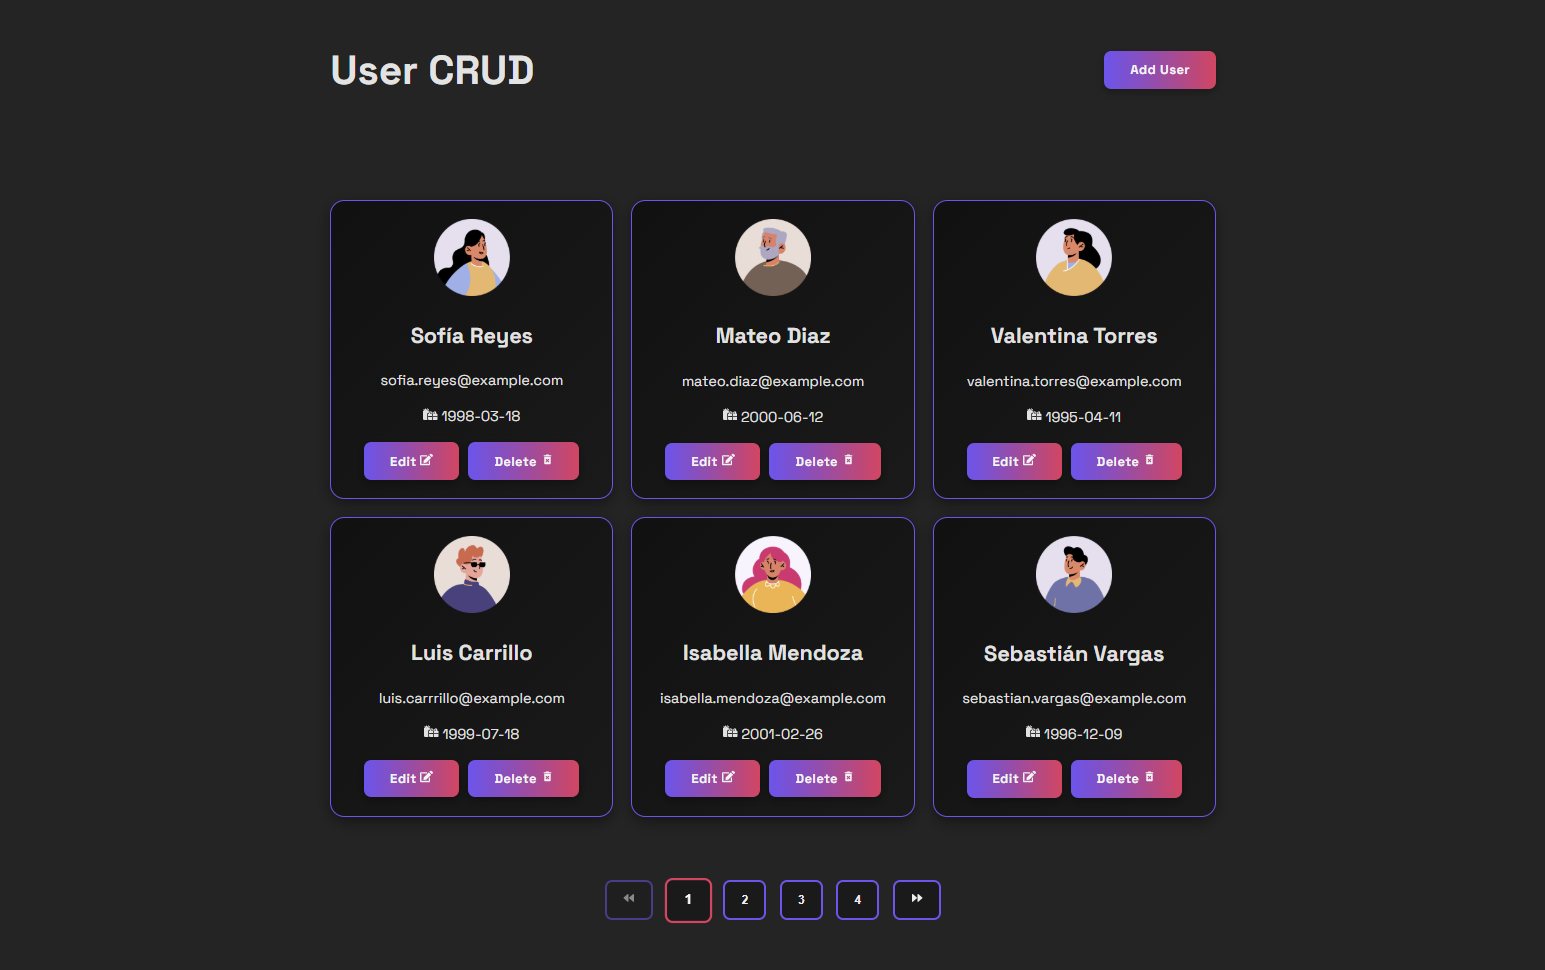 User CRUD
Add User
Sofía Reyes
sofia.reyes@example.com
1998-03-18
Edit
Delete
Mateo Diaz
mateo.diaz@example.com
2000-06-12
Edit
Delete
Valentina Torres
valentina.torres@example.com
1995-04-11
Edit
Delete
Luis Carrillo
luis.carrrillo@example.com
1999-07-18
Edit
Delete
Isabella Mendoza
isabella.mendoza@example.com
2001-02-26
Edit
Delete
Sebastián Vargas
sebastian.vargas@example.com
1996-12-09
Edit
Delete
1 2 3 4